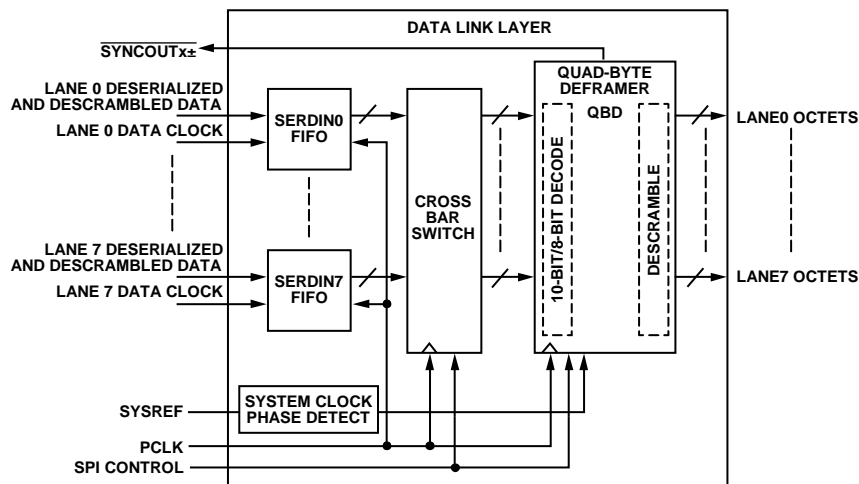 DATA LINK LAYER
SYNCOUTx±
LANE 0 DESERIALIZED
AND DESCRAMBLED DATA
LANE 0 DATA CLOCK
SERDIN0
FIFO
QUAD-BYTE
DEFRAMER
QBD
LANE0 OCTETS
CROSS
BAR
SWITCH
10-BIT/8-BIT DECODE
DESCRAMBLE
LANE 7 DESERIALIZED
AND DESCRAMBLED DATA
LANE 7 DATA CLOCK
SERDIN7
FIFO
LANE7 OCTETS
SYSREF
SYSTEM CLOCK
PHASE DETECT
PCLK
SPI CONTROL